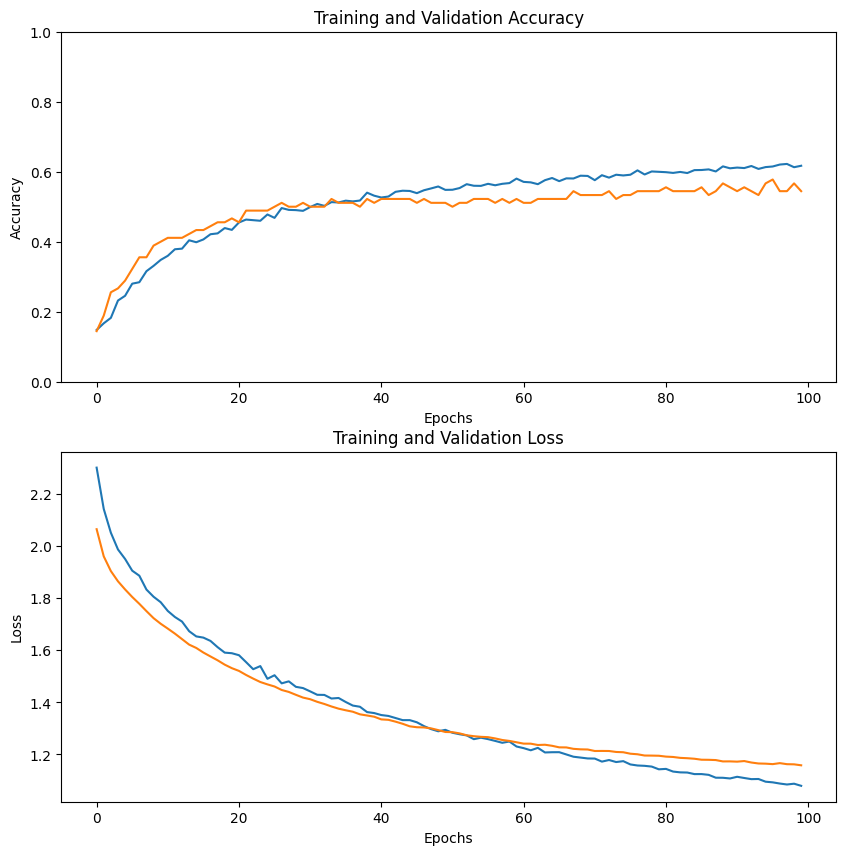 Training and Validation Accuracy
1.0
0.8
0.6
0.4
0.2
0.0
Accuracy
0 20 40 60 80 100
Epochs
Training and Validation Loss
2.2
2.0
1.8
1.6
1.4
1.2
Loss
0 20 40 60 80 100
Epochs